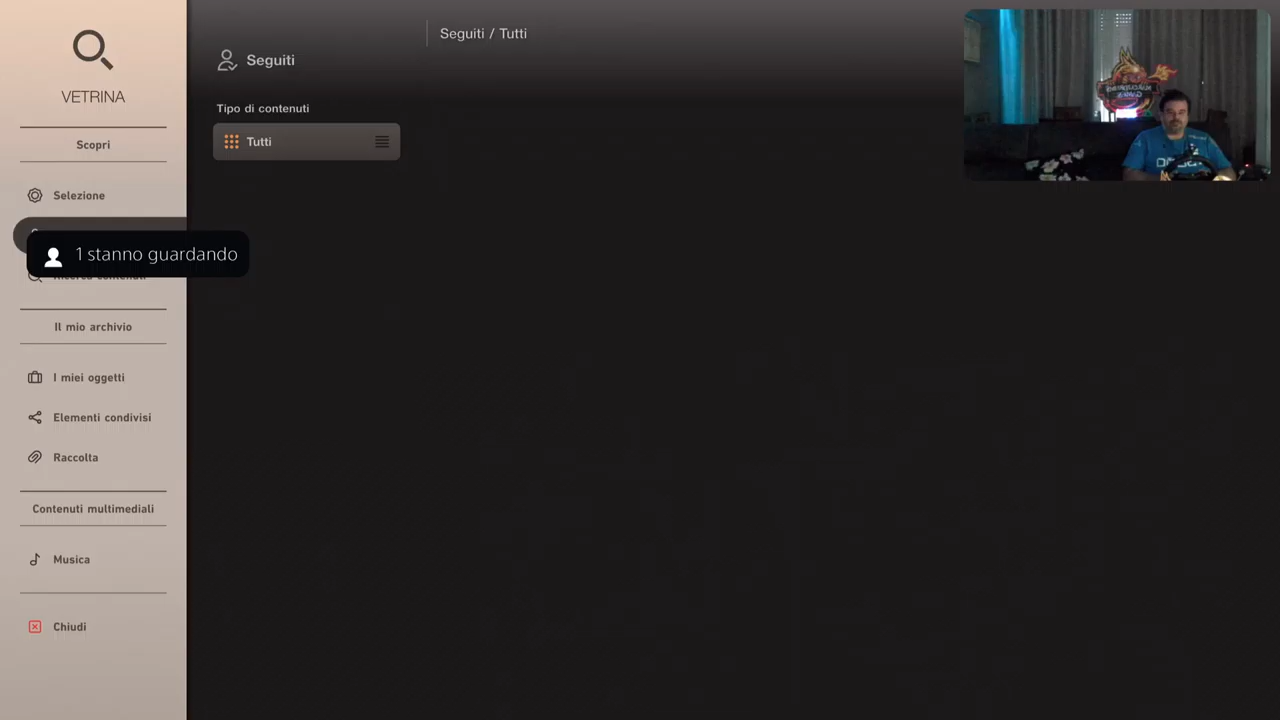 VETRINA
Scopri
Selezione
1 stanno guardando
Il mio archivio
I miei oggetti
Elementi condivisi
Raccolta
Contenuti multimediali
Musica
Chiudi
Seguiti
Seguiti / Tutti
Tipo di contenuti
Tutti